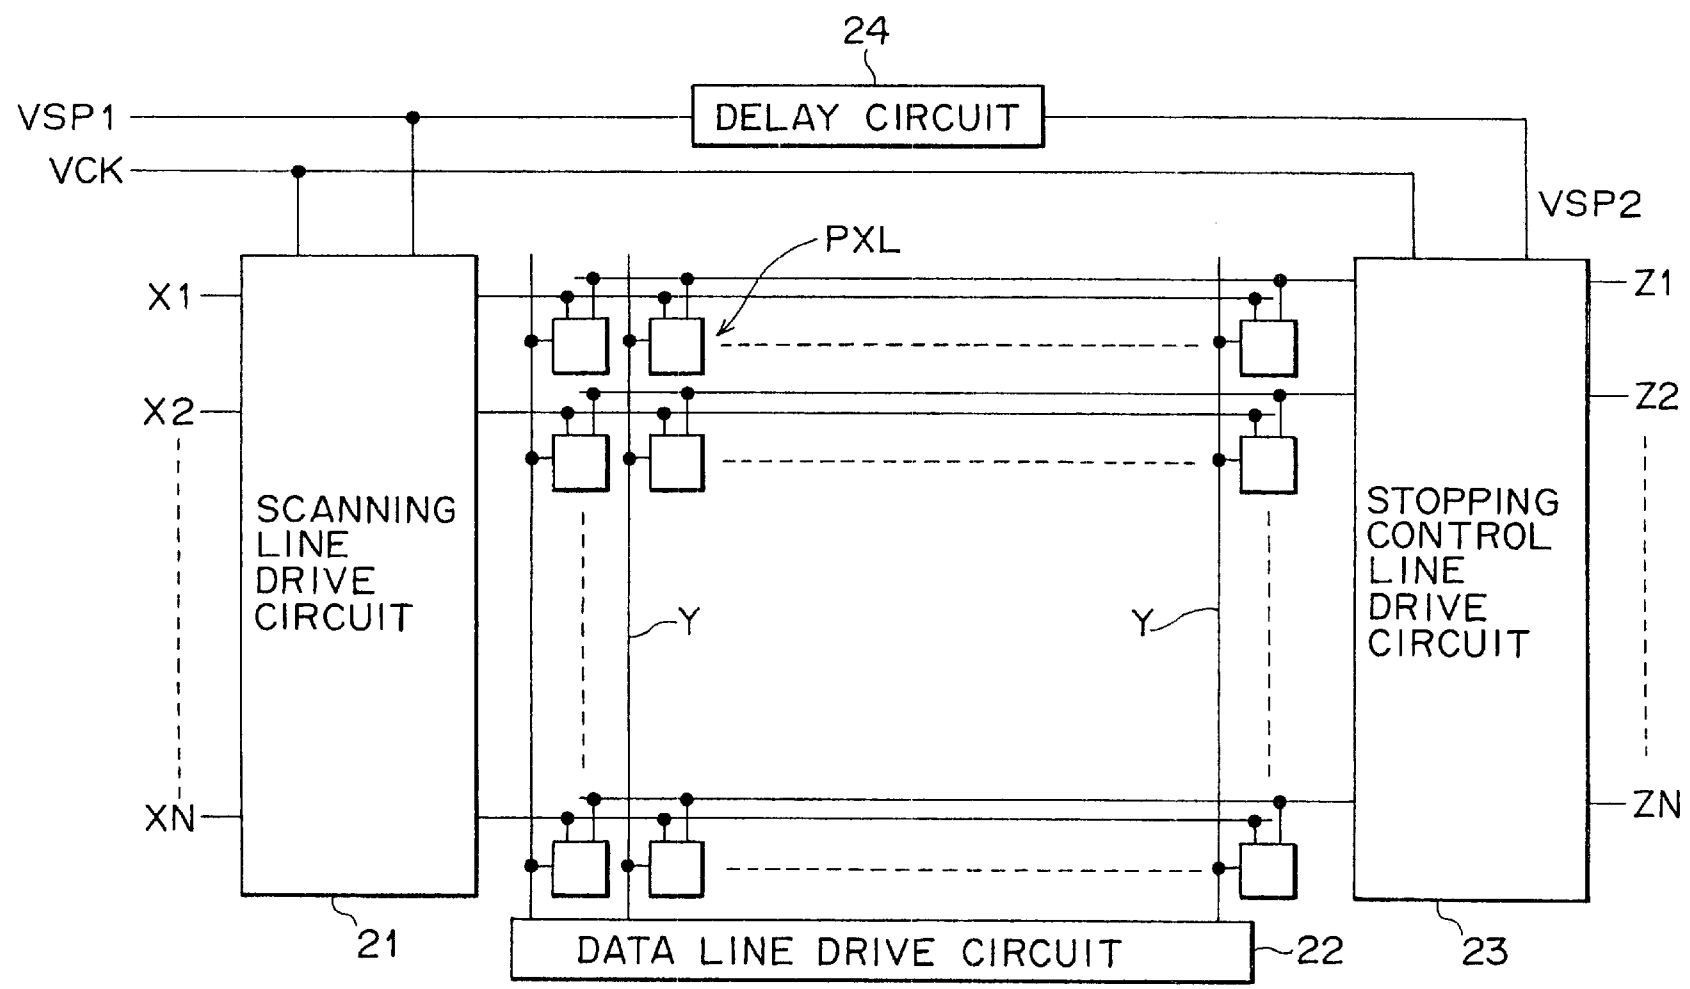 24
VSP1
DELAY CIRCUIT
VCK
VSP2
PXL
X1
Z1
X2
Z2
SCANNING
LINE
DRIVE
CIRCUIT
STOPPING
CONTROL
LINE
DRIVE
CIRCUIT
Y
Y
XN
ZN
21
DATA LINE DRIVE CIRCUIT
22
23